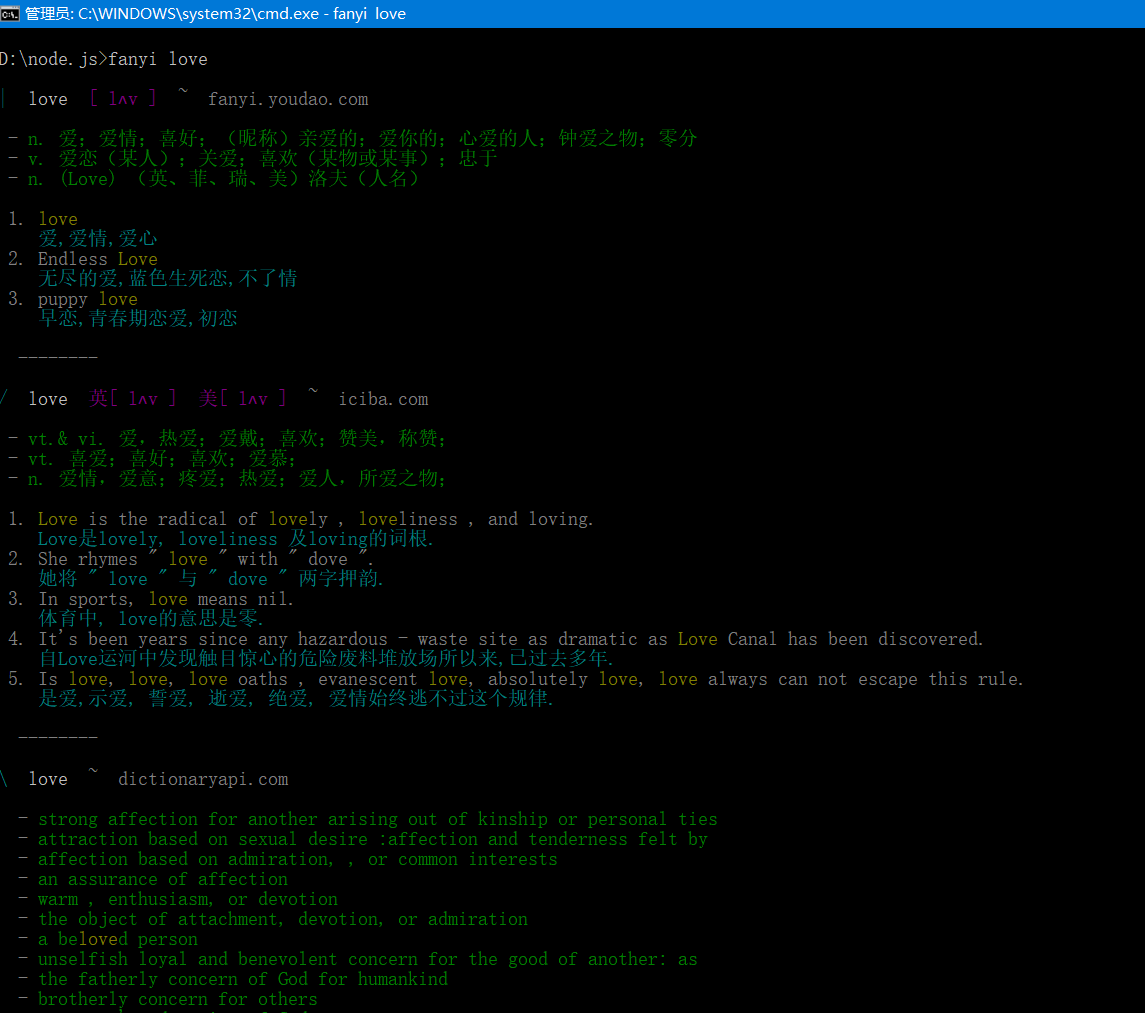 管理员: C:\WINDOWS\system32\cmd.exe - fanyi  love
D:\node.js>fanyi love
|  love  [ lʌv ]  ~  fanyi.youdao.com
- n. 爱；爱情；喜好；（昵称）亲爱的；爱你的；心爱的人；钟爱之物；零分
- v. 爱恋（某人）；关爱；喜欢（某物或某事）；忠于
- n. (Love) （英、菲、瑞、美）洛夫（人名）
1. love
爱,爱情,爱心
2. Endless Love
无尽的爱,蓝色生死恋,不了情
3. puppy love
早恋,青春期恋爱,初恋
--------
/  love  英[ lʌv ]  美[ lʌv ]  ~  iciba.com
- vt.& vi. 爱，热爱；爱戴；喜欢；赞美，称赞；
- vt. 喜爱；喜好；喜欢；爱慕；
- n. 爱情，爱意；疼爱；热爱；爱人，所爱之物；
1. Love is the radical of lovely , loveliness , and loving.
Love是lovely, loveliness 及loving的词根.
2. She rhymes " love " with " dove ".
她将 " love " 与 " dove " 两字押韵.
3. In sports, love means nil.
体育中, love的意思是零.
4. It's been years since any hazardous - waste site as dramatic as Love Canal has been discovered.
自Love运河中发现触目惊心的危险废料堆放场所以来,已过去多年.
5. Is love, love, love oaths , evanescent love, absolutely love, love always can not escape this rule.
是爱,示爱, 誓爱, 逝爱, 绝爱, 爱情始终逃不过这个规律.
--------
\  love  ~  dictionaryapi.com
- strong affection for another arising out of kinship or personal ties
- attraction based on sexual desire :affection and tenderness felt by
- affection based on admiration, , or common interests
- an assurance of affection
- warm , enthusiasm, or devotion
- the object of attachment, devotion, or admiration
- a beloved person
- unselfish loyal and benevolent concern for the good of another: as
- the fatherly concern of God for humankind
- brotherly concern for others